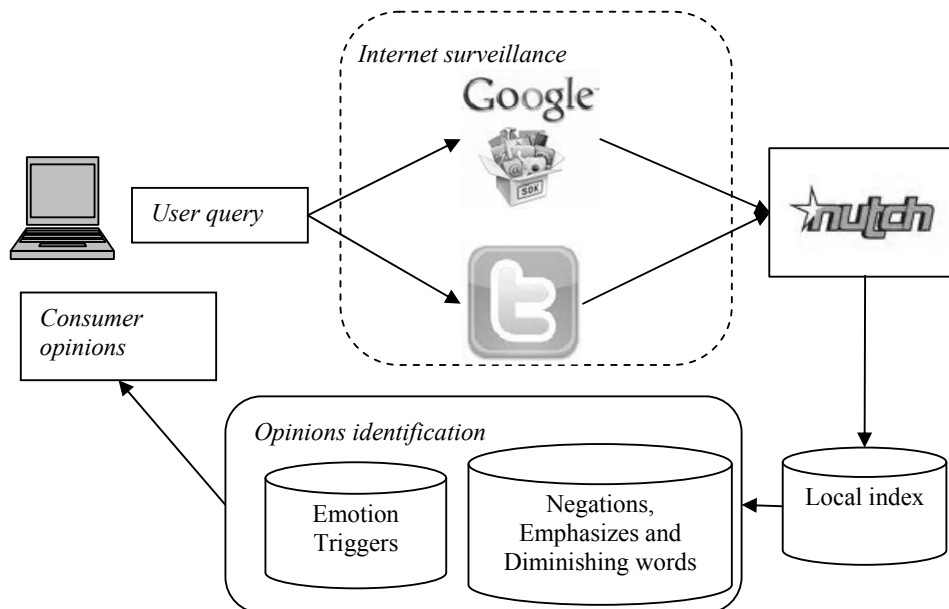 Internet surveillance
Google™
SDK
User query
t
nutch
Consumer
opinions
Opinions identification
Emotion
Triggers
Negations,
Emphasizes and
Diminishing words
Local index